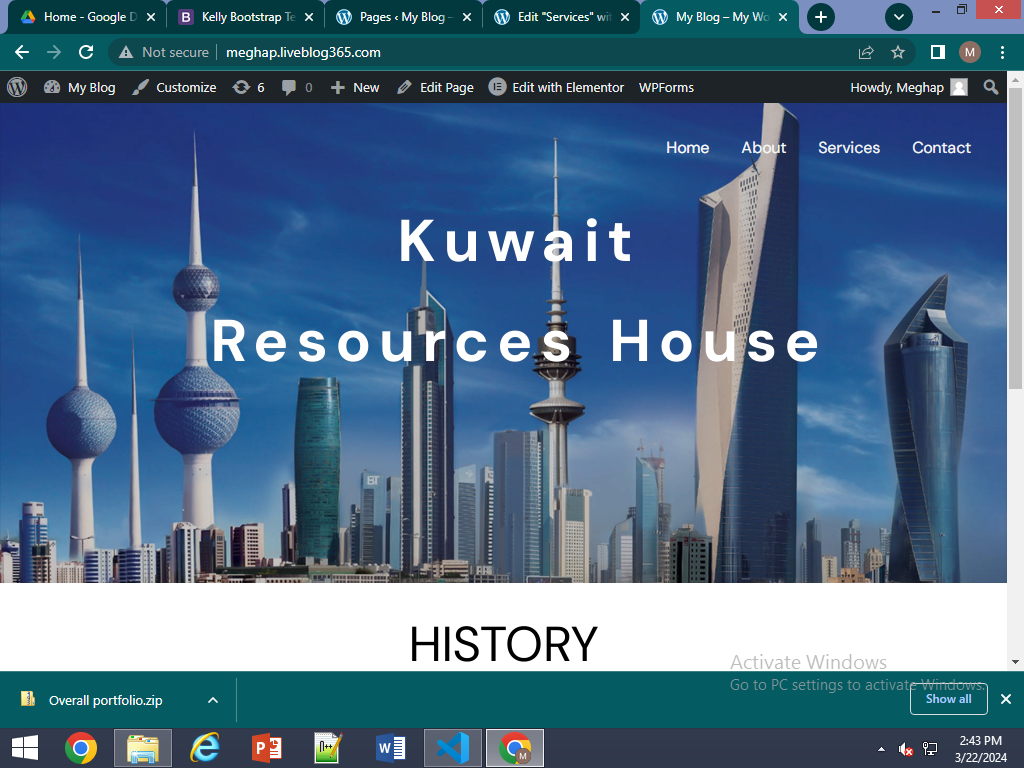 Home - Google D
Kelly Bootstrap Te
Pages ‹ My Blog –
Edit "Services" wit
My Blog – My Wo
Not secure
meghap.liveblog365.com
M
My Blog
Customize
6
0
New
Edit Page
Edit with Elementor
WPForms
Howdy, Meghap
Home
About
Services
Contact
Kuwait
Resources House
BT
HISTORY
Activate Windows
Go to PC settings to activate Windows.
Overall portfolio.zip
Show all
2:43 PM
3/22/2024